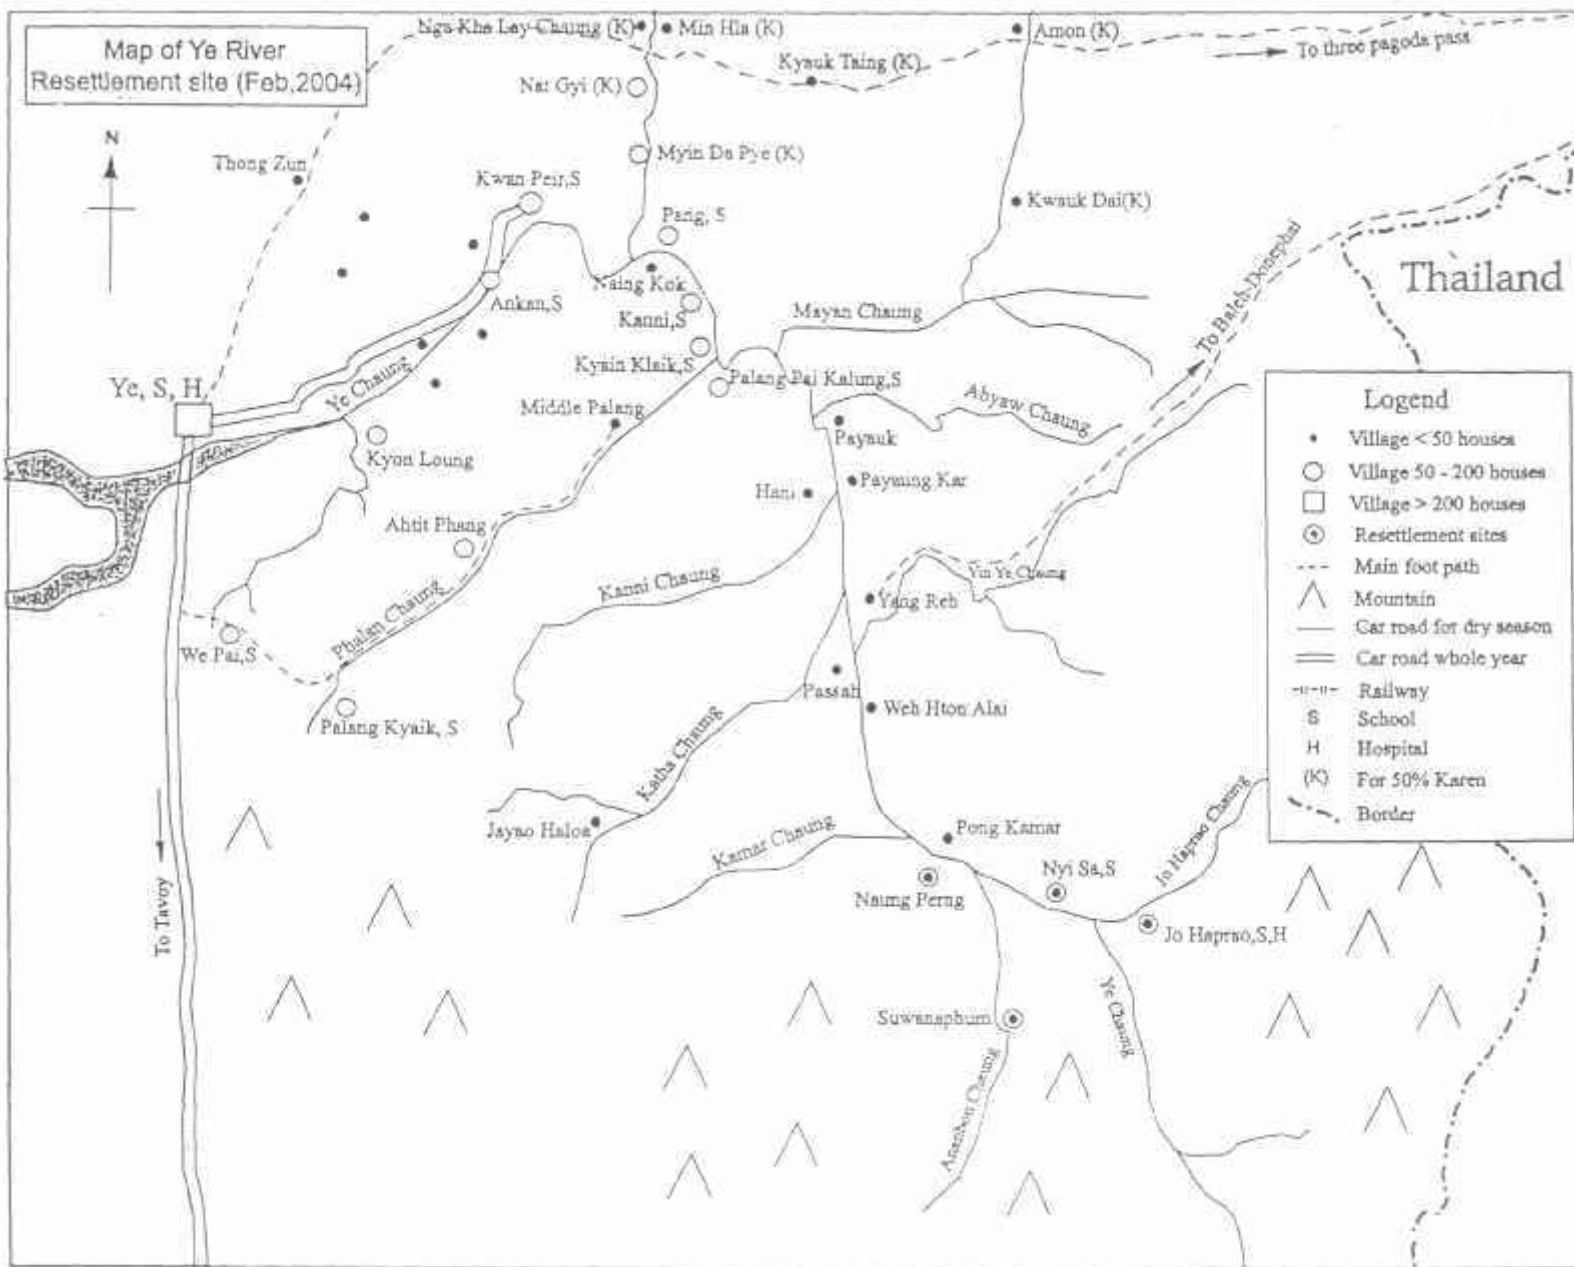 Map of Ye River
Resettlement site (Feb,2004)
Nga Kha Lay Chaung (K)
Min Hla (K)
Amon (K)
To three pagoda pass
Kyauk Taing (K)
Nat Gyi (K)
N
Thong Zun
Myin Da Pye (K)
Kwan Peir,S
Kwauk Dai(K)
Pang, S
Thailand
Naing Kok
Ankan,S
Kanni,S
Mayan Chaung
To Baleh-Donephai
Kyain Klaik,S
Ye, S, H
Ye Chaung
Palang Pai Kalung,S
Abyaw Chaung
Middle Palang
Payauk
Kyon Loung
Hani
Payaung Kar
Ahtit Phang
Kanni Chaung
Yin Ye Chaung
Yang Reh
Phalan Chaung
We Pai,S
Passah
Palang Kyaik, S
Weh Hton Alai
Katha Chaung
Jayao Haloa
Kamar Chaung
Pong Kamar
Jo Haprao Chaung
Nyi Sa,S
Naung Perng
To Tavoy
Jo Haprao,S,H
Suwanaphum
Ye Chaung
Ananbon Chaung
Legend
Village < 50 houses
Village 50 - 200 houses
Village > 200 houses
Resettlement sites
Main foot path
Mountain
Car road for dry season
Car road whole year
Railway
S School
H Hospital
(K) For 50% Karen
Border